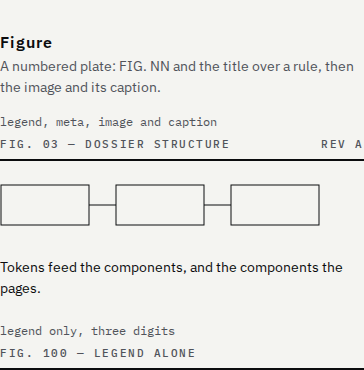 Figure
A numbered plate: FIG. NN and the title over a rule, then
the image and its caption.
legend, meta, image and caption
FIG. 03 — DOSSIER STRUCTURE REV A
Tokens feed the components, and the components the
pages.
legend only, three digits
FIG. 100 — LEGEND ALONE